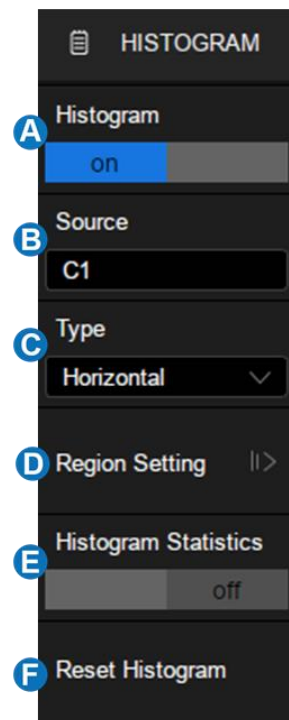 HISTOGRAM
A
Histogram
on
B
Source
C1
C
Type
Horizontal
D
Region Setting
E
Histogram Statistics
off
F
Reset Histogram